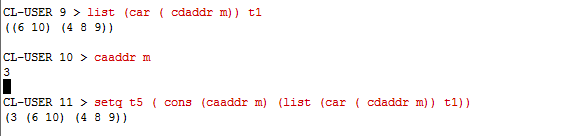 CL-USER 9 > list (car ( cdaddr m)) t1
((6 10) (4 8 9))
CL-USER 10 > caaddr m
3
CL-USER 11 > setq t5 ( cons (caaddr m) (list (car ( cdaddr m)) t1))
(3 (6 10) (4 8 9))